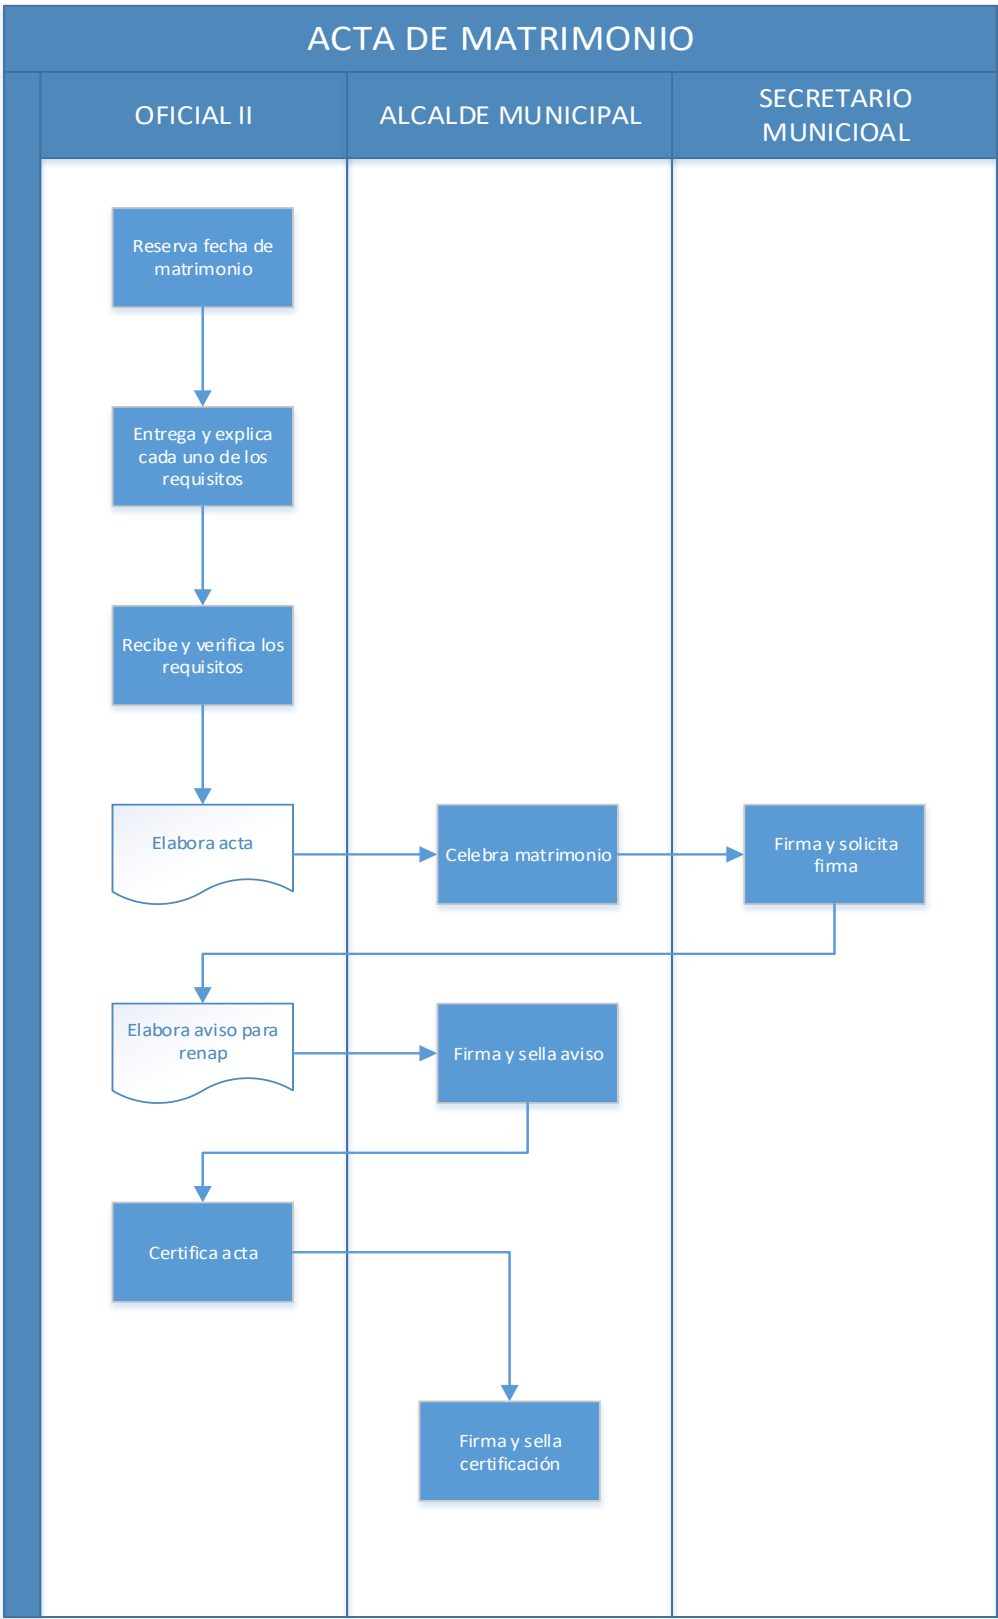 ACTA DE MATRIMONIO
OFICIAL II
ALCALDE MUNICIPAL
SECRETARIO
MUNICIOAL
Reserva fecha de
matrimonio
Entrega y explica
cada uno de los
requisitos
Recibe y verifica los
requisitos
Elabora acta
Celebra matrimonio
Firma y solicita
firma
Elabora aviso para
renap
Firma y sella aviso
Certifica acta
Firma y sella
certificación